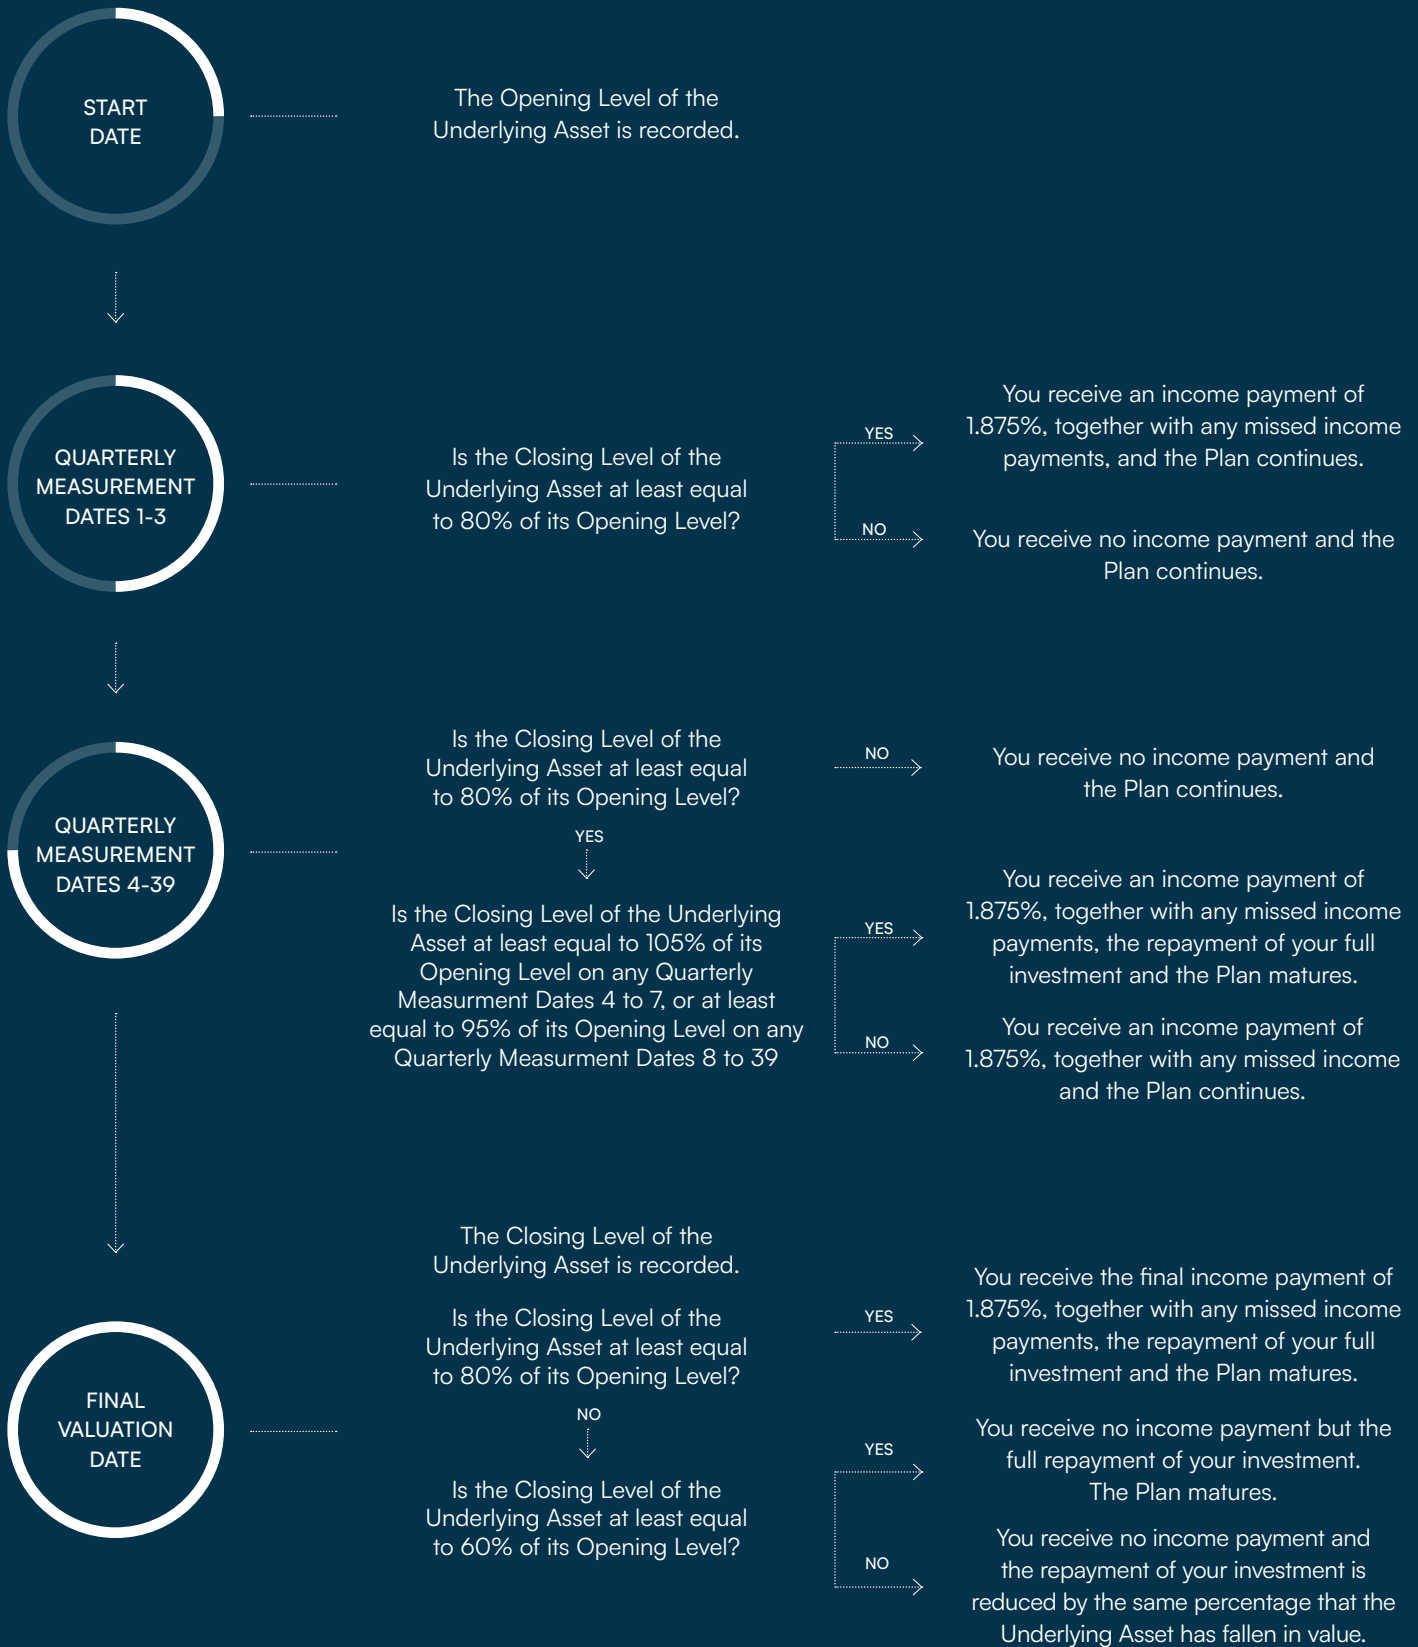 START
DATE
The Opening Level of the
Underlying Asset is recorded.
QUARTERLY
MEASUREMENT
DATES 1-3
Is the Closing Level of the
Underlying Asset at least equal
to 80% of its Opening Level?
YES
You receive an income payment of
1.875%, together with any missed income
payments, and the Plan continues.
NO
You receive no income payment and the
Plan continues.
QUARTERLY
MEASUREMENT
DATES 4-39
Is the Closing Level of the
Underlying Asset at least equal
to 80% of its Opening Level?
NO
You receive no income payment and
the Plan continues.
YES
Is the Closing Level of the Underlying
Asset at least equal to 105% of its
Opening Level on any Quarterly
Measurment Dates 4 to 7, or at least
equal to 95% of its Opening Level on any
Quarterly Measurment Dates 8 to 39
YES
You receive an income payment of
1.875%, together with any missed income
payments, the repayment of your full
investment and the Plan matures.
NO
You receive an income payment of
1.875%, together with any missed income
and the Plan continues.
FINAL
VALUATION
DATE
The Closing Level of the
Underlying Asset is recorded.
Is the Closing Level of the
Underlying Asset at least equal
to 80% of its Opening Level?
YES
You receive the final income payment of
1.875%, together with any missed income
payments, the repayment of your full
investment and the Plan matures.
NO
Is the Closing Level of the
Underlying Asset at least equal
to 60% of its Opening Level?
YES
You receive no income payment but the
full repayment of your investment.
The Plan matures.
NO
You receive no income payment and
the repayment of your investment is
reduced by the same percentage that the
Underlying Asset has fallen in value.